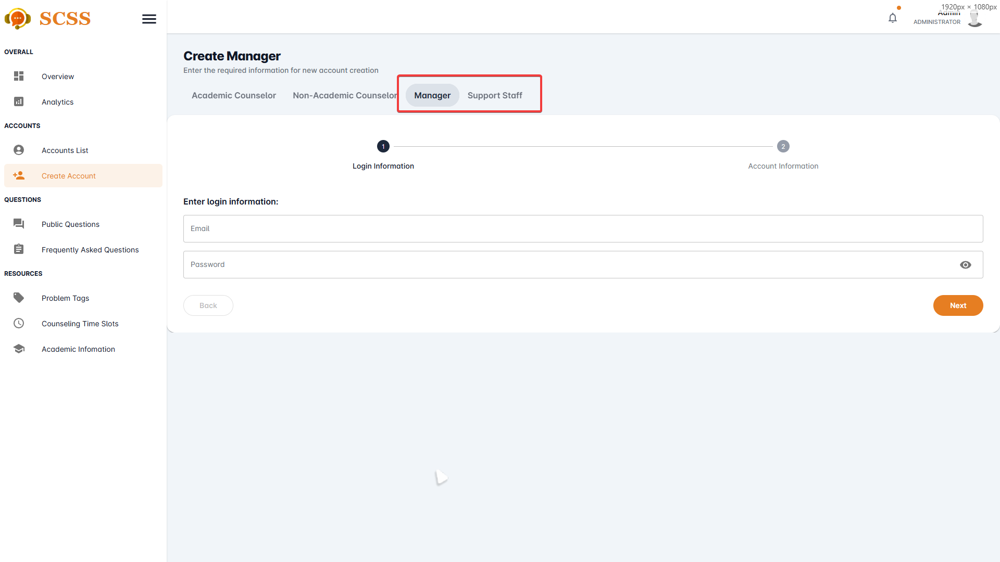 SCSS
1920px × 1080px
Admin
ADMINISTRATOR
OVERALL
Overview
Analytics
ACCOUNTS
Accounts List
Create Account
QUESTIONS
Public Questions
Frequently Asked Questions
RESOURCES
Problem Tags
Counseling Time Slots
Academic Infomation
Create Manager
Enter the required information for new account creation
Academic Counselor Non-Academic Counselor Manager Support Staff
1 2
Login Information Account Information
Enter login information:
Email
Password
Back Next